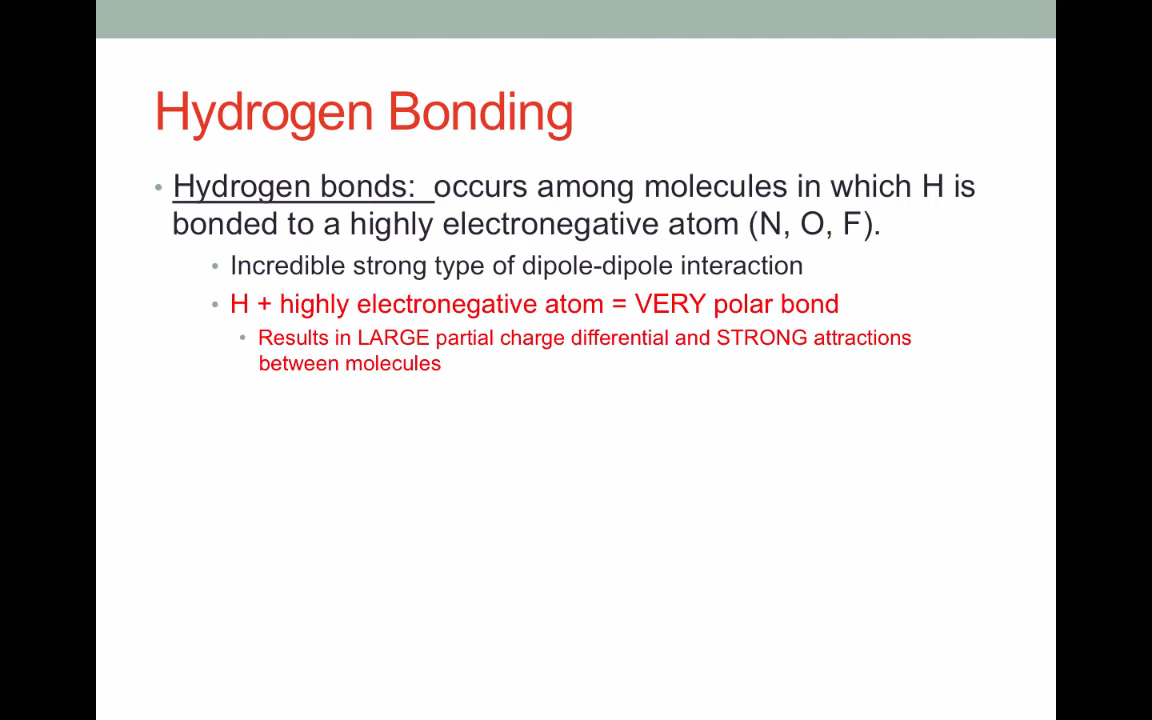 Hydrogen Bonding
• Hydrogen bonds: occurs among molecules in which H is
bonded to a highly electronegative atom (N, O, F).
• Incredible strong type of dipole-dipole interaction
• H + highly electronegative atom = VERY polar bond
• Results in LARGE partial charge differential and STRONG attractions
between molecules